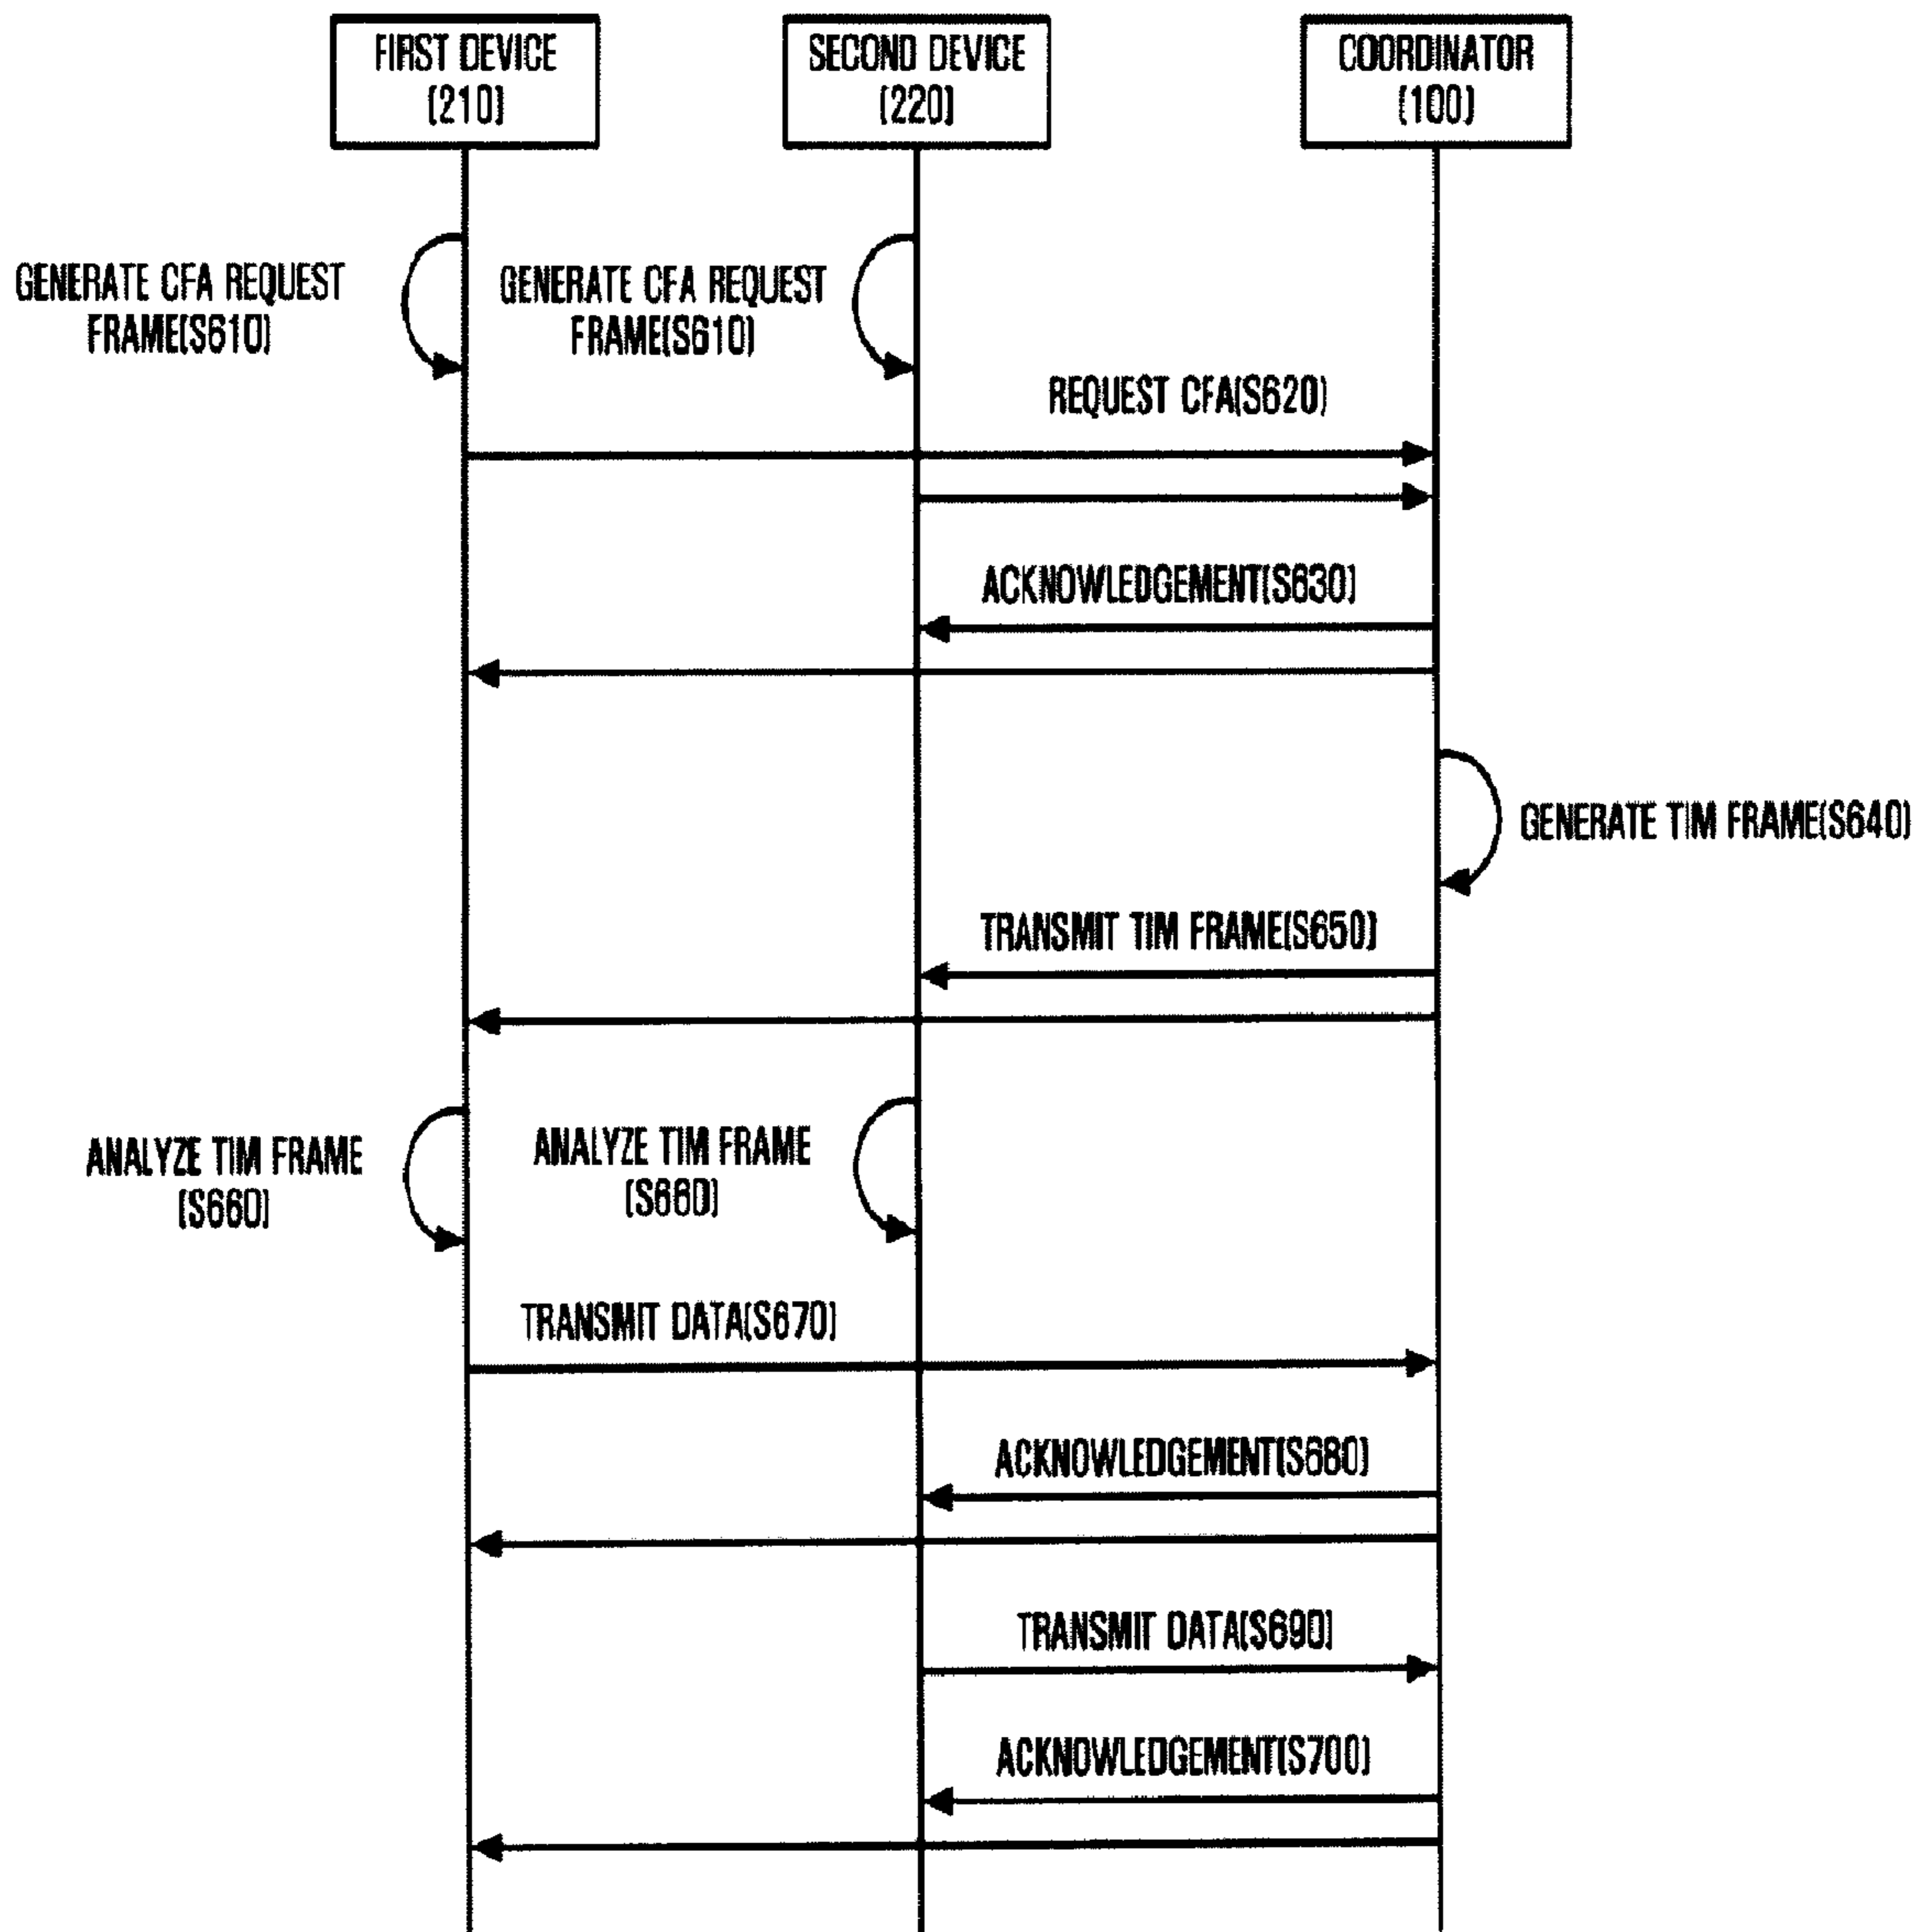 FIRST DEVICE
(210)
SECOND DEVICE
(220)
COORDINATOR
(100)
GENERATE CFA REQUEST
FRAME(S610)
GENERATE CFA REQUEST
FRAME(S610)
REQUEST CFA(S620)
ACKNOWLEDGEMENT(S630)
GENERATE TIM FRAME(S640)
TRANSMIT TIM FRAME(S650)
ANALYZE TIM FRAME
(S660)
ANALYZE TIM FRAME
(S660)
TRANSMIT DATA(S670)
ACKNOWLEDGEMENT(S680)
TRANSMIT DATA(S690)
ACKNOWLEDGEMENT(S700)